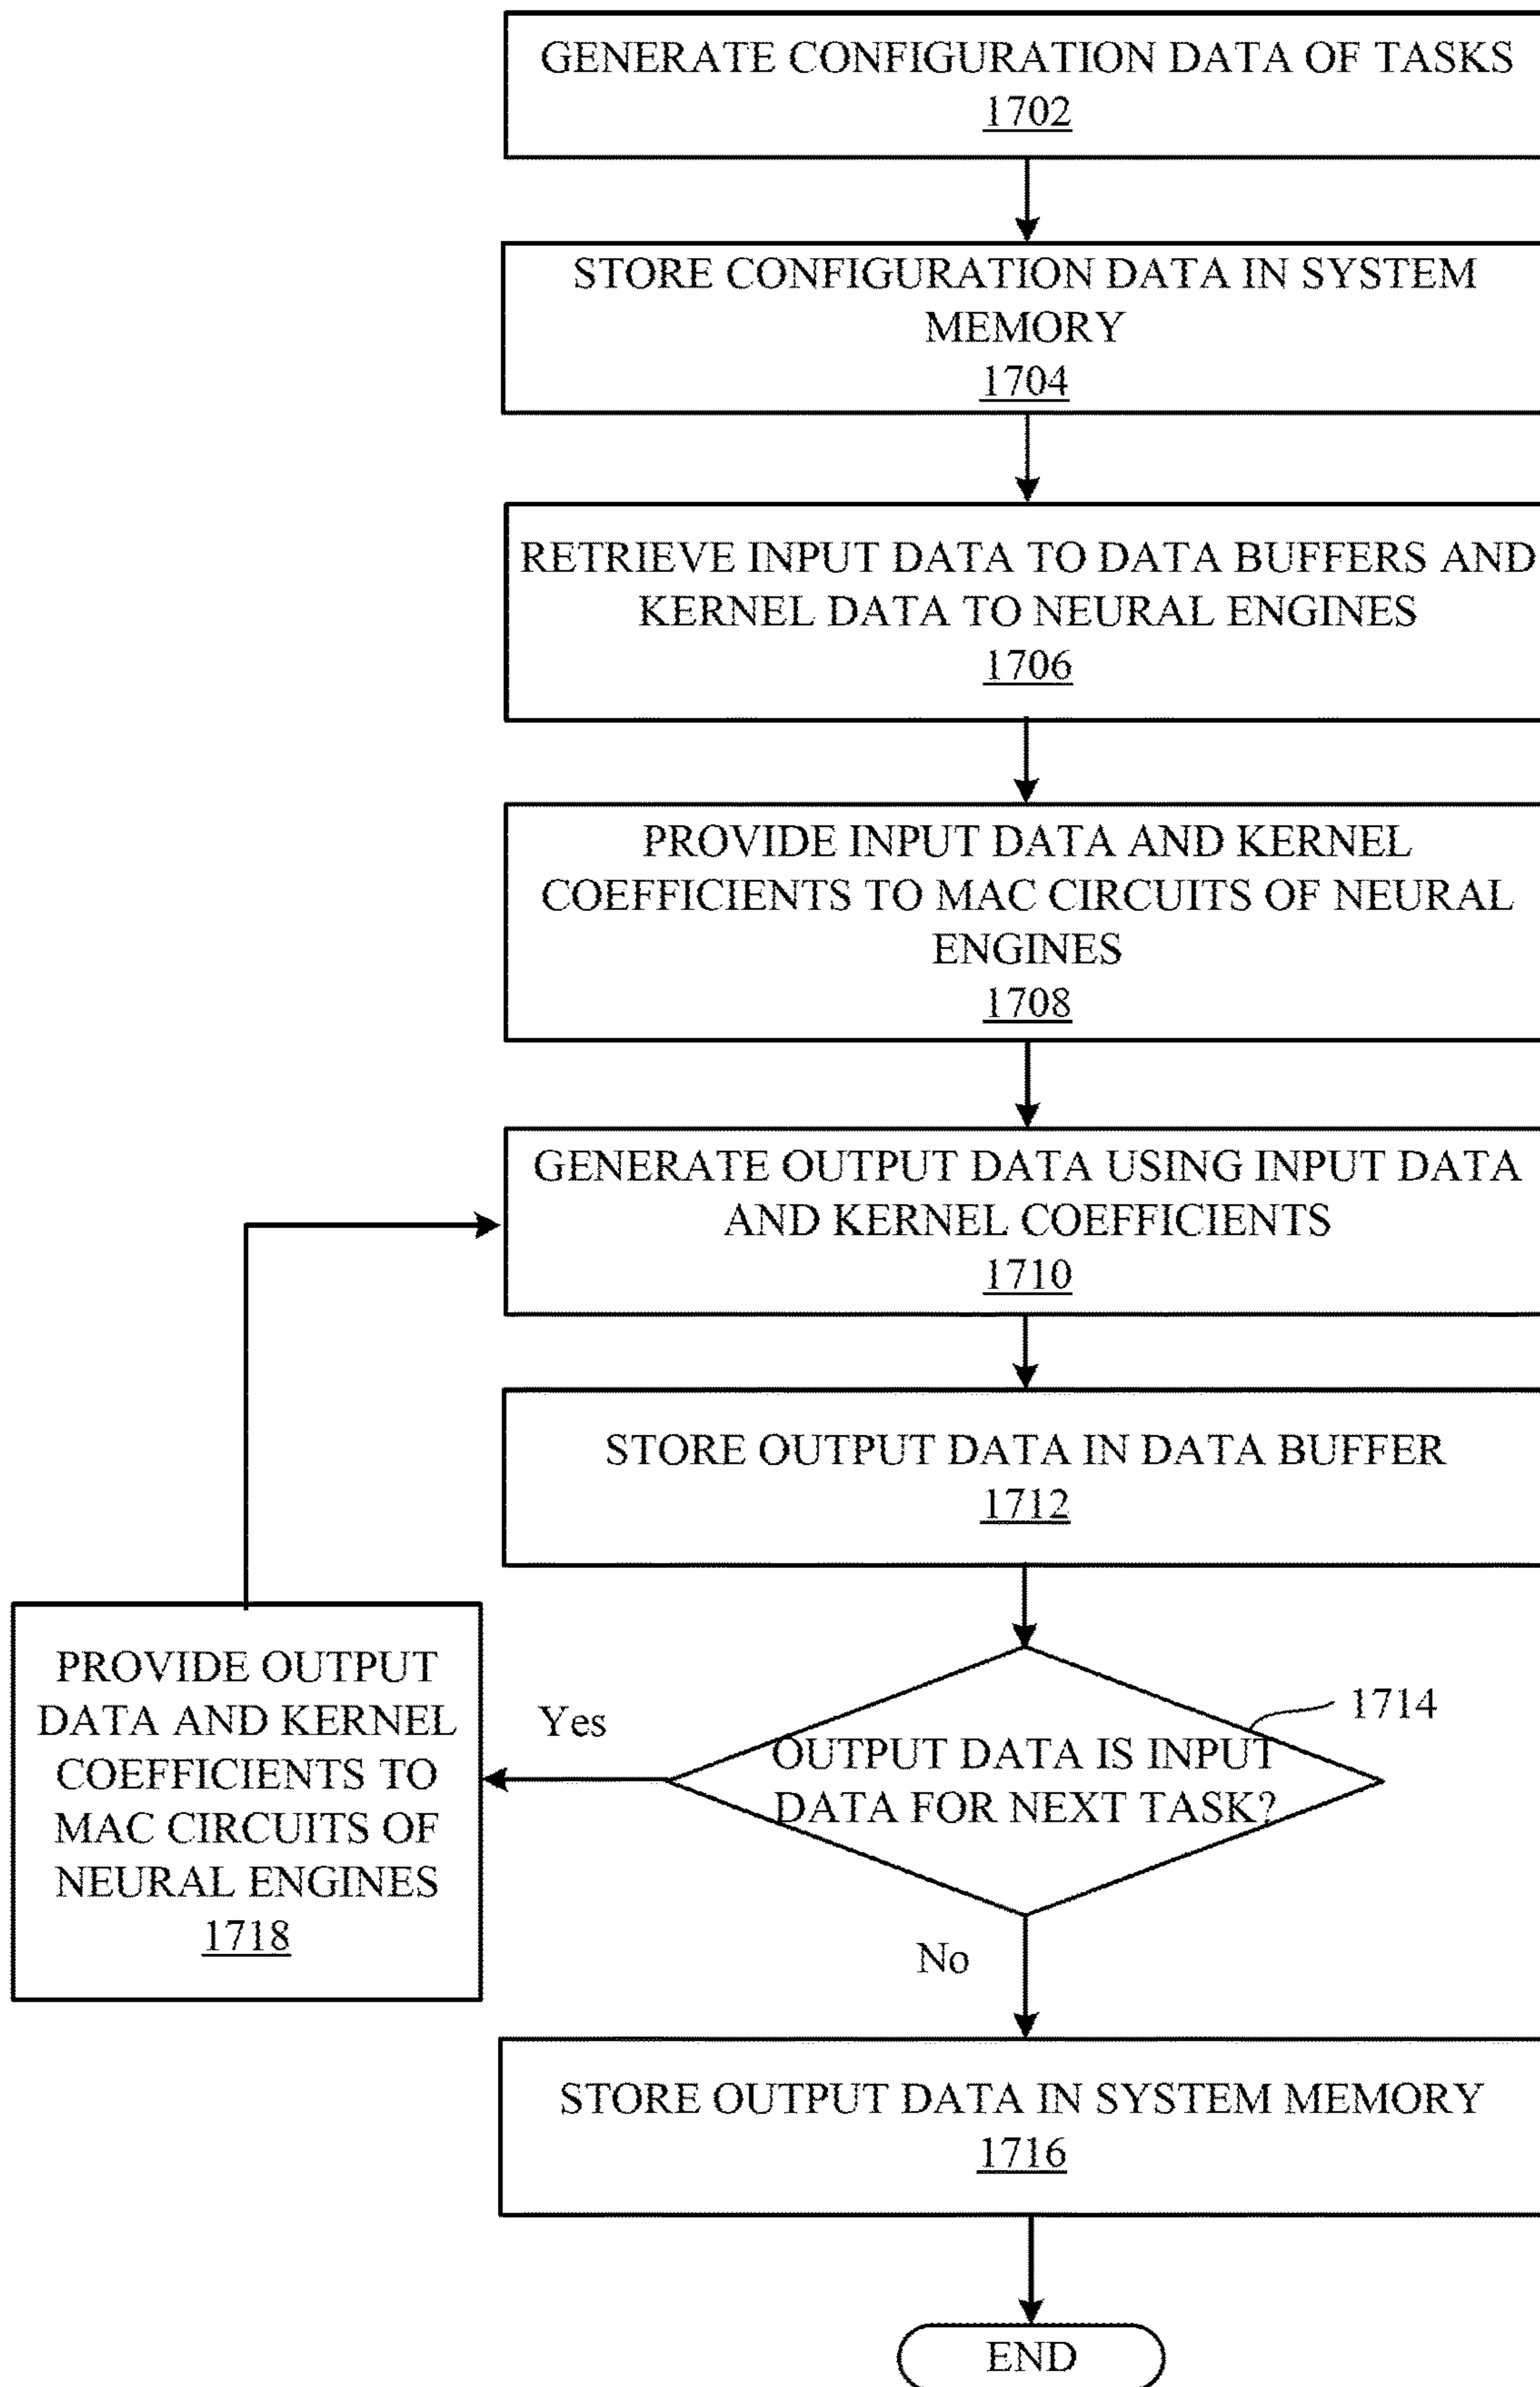 GENERATE CONFIGURATION DATA OF TASKS
1702
STORE CONFIGURATION DATA IN SYSTEM
MEMORY
1704
RETRIEVE INPUT DATA TO DATA BUFFERS AND
KERNEL DATA TO NEURAL ENGINES
1706
PROVIDE INPUT DATA AND KERNEL
COEFFICIENTS TO MAC CIRCUITS OF NEURAL
ENGINES
1708
GENERATE OUTPUT DATA USING INPUT DATA
AND KERNEL COEFFICIENTS
1710
STORE OUTPUT DATA IN DATA BUFFER
1712
PROVIDE OUTPUT
DATA AND KERNEL
COEFFICIENTS TO
MAC CIRCUITS OF
NEURAL ENGINES
1718
Yes
1714
OUTPUT DATA IS INPUT
DATA FOR NEXT TASK?
No
STORE OUTPUT DATA IN SYSTEM MEMORY
1716
END